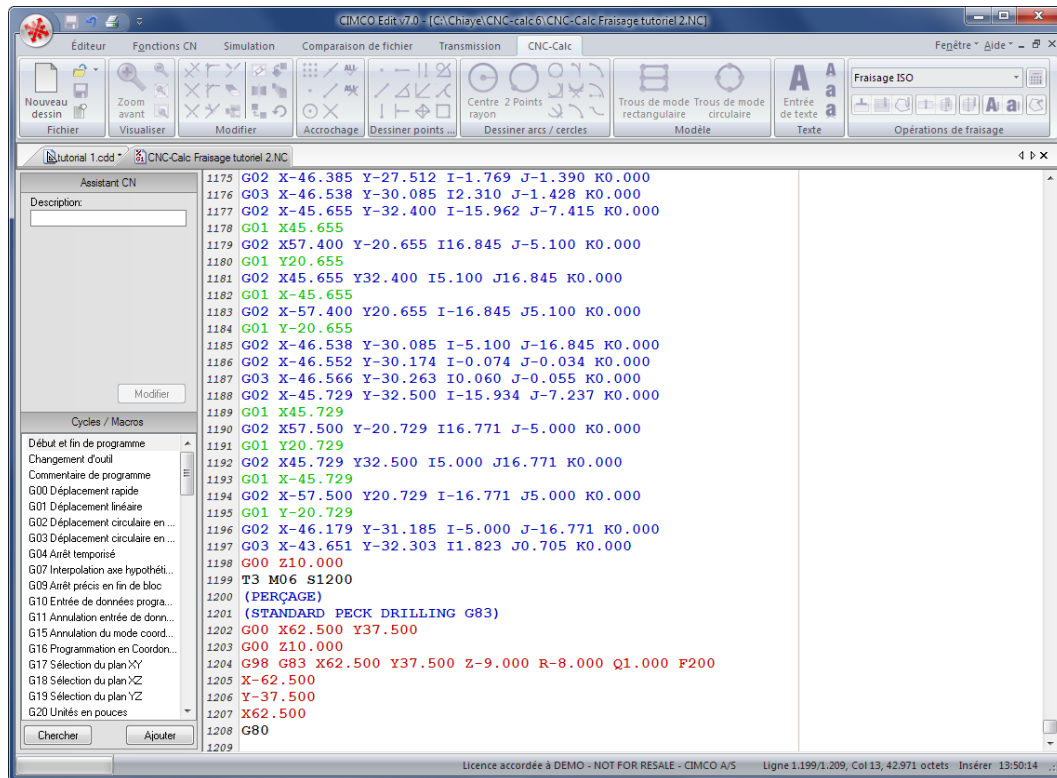 CIMCO Edit v7.0 - [C:\Chiaye\CNC-calc 6\CNC-Calc Fraisage tutoriel 2.NC]
Éditeur Fonctions CN Simulation Comparaison de fichier Transmission CNC-Calc Fenêtre Aide
Nouveau dessin
Zoom avant
Centre rayon
2 Points
Trous de mode rectangulaire
Trous de mode circulaire
Entrée de texte
Fraisage ISO
Fichier Visualiser Modifier Accrochage Dessiner points ... Dessiner arcs / cercles Modèle Texte Opérations de fraisage
tutorial 1.cdd * CNC-Calc Fraisage tutoriel 2.NC
Assistant CN
Description:
Modifier
Cycles / Macros
Début et fin de programme
Changement d'outil
Commentaire de programme
G00 Déplacement rapide
G01 Déplacement linéaire
G02 Déplacement circulaire en ...
G03 Déplacement circulaire en ...
G04 Arrêt temporisé
G07 Interpolation axe hypothéti...
G09 Arrêt précis en fin de bloc
G10 Entrée de données progra...
G11 Annulation entrée de donn...
G15 Annulation du mode coord...
G16 Programmation en Coordon...
G17 Sélection du plan XY
G18 Sélection du plan XZ
G19 Sélection du plan YZ
G20 Unités en pouces
Chercher Ajouter
1175 G02 X-46.385 Y-27.512 I-1.769 J-1.390 K0.000
1176 G03 X-46.538 Y-30.085 I2.310 J-1.428 K0.000
1177 G02 X-45.655 Y-32.400 I-15.962 J-7.415 K0.000
1178 G01 X45.655
1179 G02 X57.400 Y-20.655 I16.845 J-5.100 K0.000
1180 G01 Y20.655
1181 G02 X45.655 Y32.400 I5.100 J16.845 K0.000
1182 G01 X-45.655
1183 G02 X-57.400 Y20.655 I-16.845 J5.100 K0.000
1184 G01 Y-20.655
1185 G02 X-46.538 Y-30.085 I-5.100 J-16.845 K0.000
1186 G02 X-46.552 Y-30.174 I-0.074 J-0.034 K0.000
1187 G03 X-46.566 Y-30.263 I0.060 J-0.055 K0.000
1188 G02 X-45.729 Y-32.500 I-15.934 J-7.237 K0.000
1189 G01 X45.729
1190 G02 X57.500 Y-20.729 I16.771 J-5.000 K0.000
1191 G01 Y20.729
1192 G02 X45.729 Y32.500 I5.000 J16.771 K0.000
1193 G01 X-45.729
1194 G02 X-57.500 Y20.729 I-16.771 J5.000 K0.000
1195 G01 Y-20.729
1196 G02 X-46.179 Y-31.185 I-5.000 J-16.771 K0.000
1197 G03 X-43.651 Y-32.303 I1.823 J0.705 K0.000
1198 G00 Z10.000
1199 T3 M06 S1200
1200 (PERÇAGE)
1201 (STANDARD PECK DRILLING G83)
1202 G00 X62.500 Y37.500
1203 G00 Z10.000
1204 G98 G83 X62.500 Y37.500 Z-9.000 R-8.000 Q1.000 F200
1205 X-62.500
1206 Y-37.500
1207 X62.500
1208 G80
1209
Licence accordée à DEMO - NOT FOR RESALE - CIMCO A/S Ligne 1.199/1.209, Col 13, 42.971 octets Insérer 13:50:14